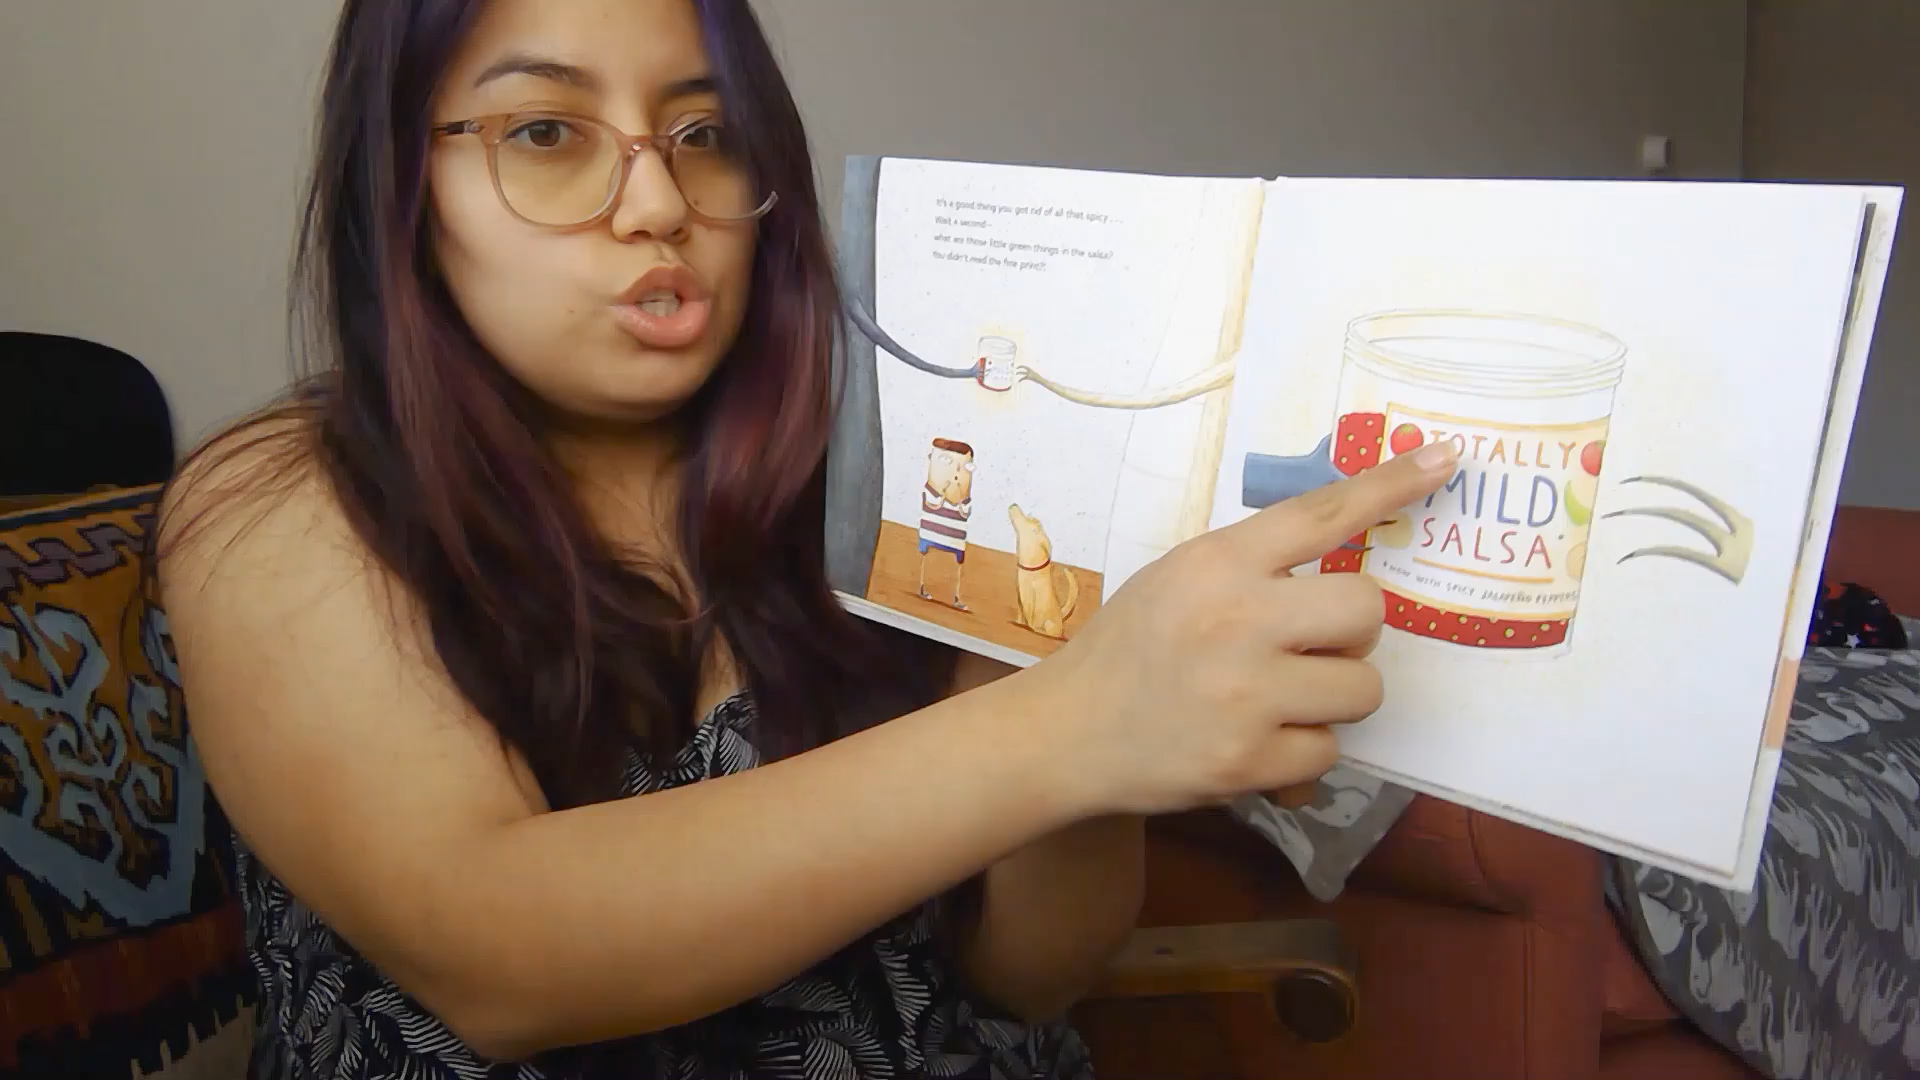 It's a good thing you got rid of all that spicy . . .
Wait a second–
what are those little green things in the salsa?
You didn't read the fine print?!
TOTALLY
MILD
SALSA*
* NOW WITH SPICY JALAPEÑO PEPPERS